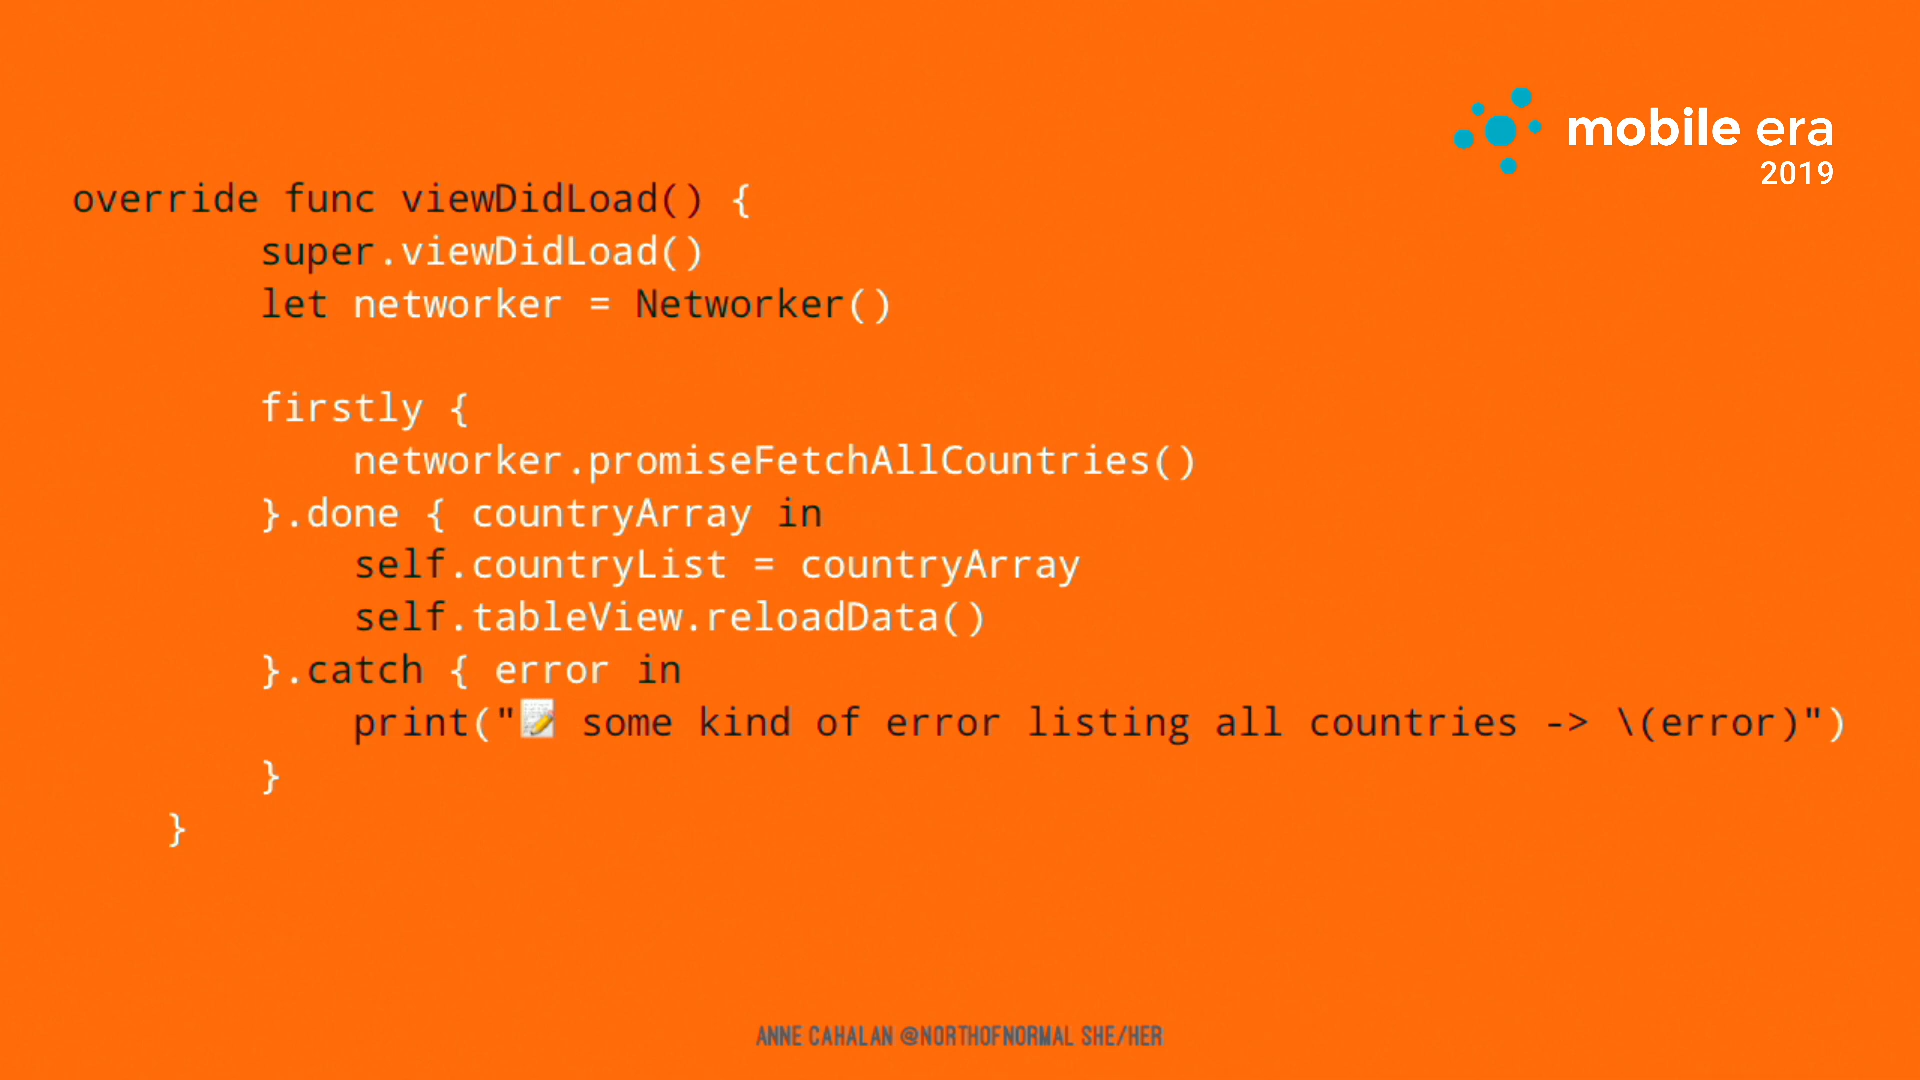 mobile era
2019
override func viewDidLoad() {
super.viewDidLoad()
let networker = Networker()
firstly {
networker.promiseFetchAllCountries()
}.done { countryArray in
self.countryList = countryArray
self.tableView.reloadData()
}.catch { error in
print("📝 some kind of error listing all countries -> \(error)")
}
}
ANNE CAHALAN @NORTHOFNORMAL SHE/HER